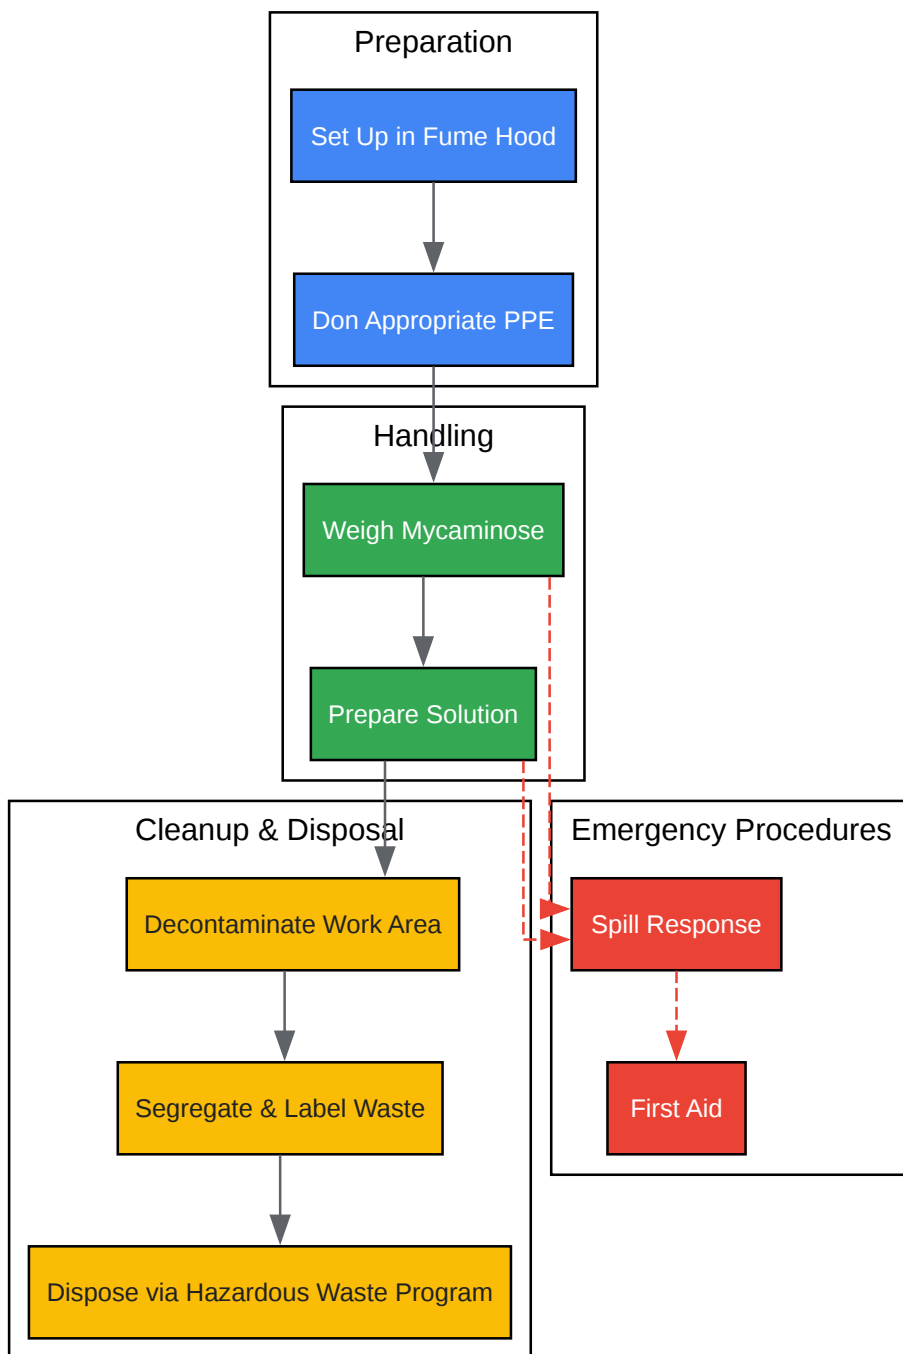 Preparation
Set Up in Fume Hood
Don Appropriate PPE
Handling
Weigh Mycaminose
Prepare Solution
Cleanup & Disposal
Decontaminate Work Area
Segregate & Label Waste
Dispose via Hazardous Waste Program
Emergency Procedures
Spill Response
First Aid